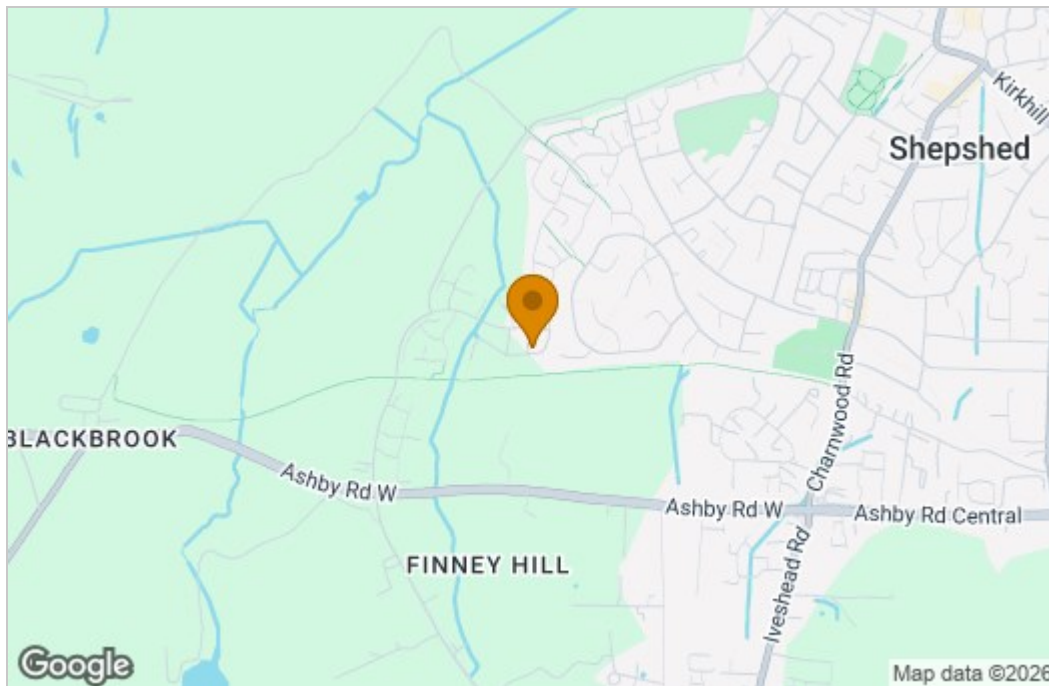 Kirkhill
Shepshed
Charnwood Rd
BLACKBROOK
Ashby Rd W
Ashby Rd W
Ashby Rd Central
FINNEY HILL
Iveshead Rd
Google
Map data ©2026